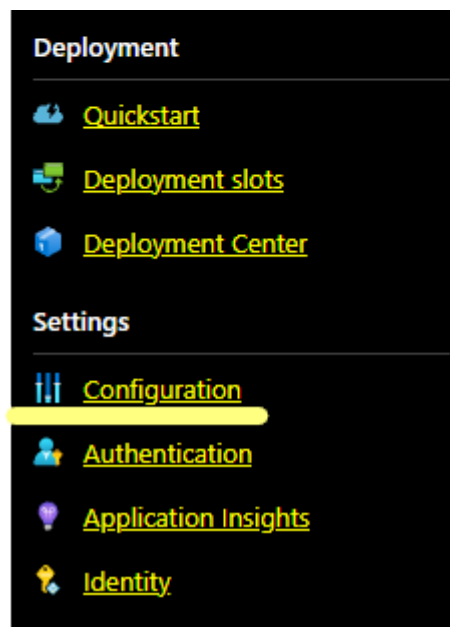 Deployment
Quickstart
Deployment slots
Deployment Center
Settings
Configuration
Authentication
Application Insights
Identity